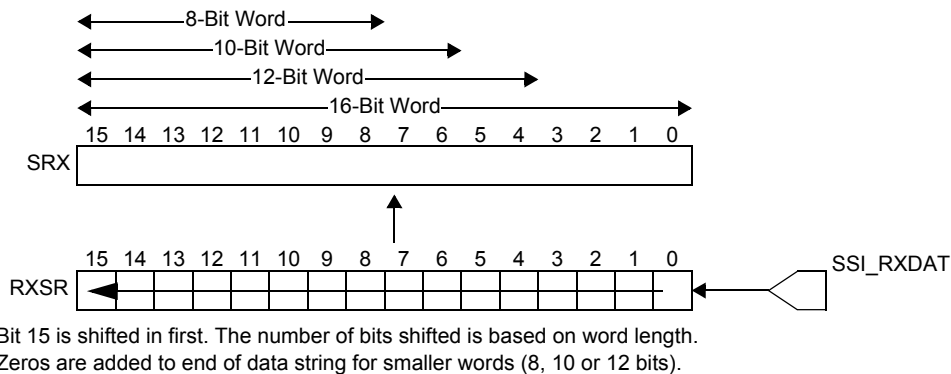 8-Bit Word
10-Bit Word
12-Bit Word
16-Bit Word
15 14 13 12 11 10 9 8 7 6 5 4 3 2 1 0
SRX
15 14 13 12 11 10 9 8 7 6 5 4 3 2 1 0
SSI_RXDAT
RXSR
Bit 15 is shifted in first. The number of bits shifted is based on word length.
Zeros are added to end of data string for smaller words (8, 10 or 12 bits).